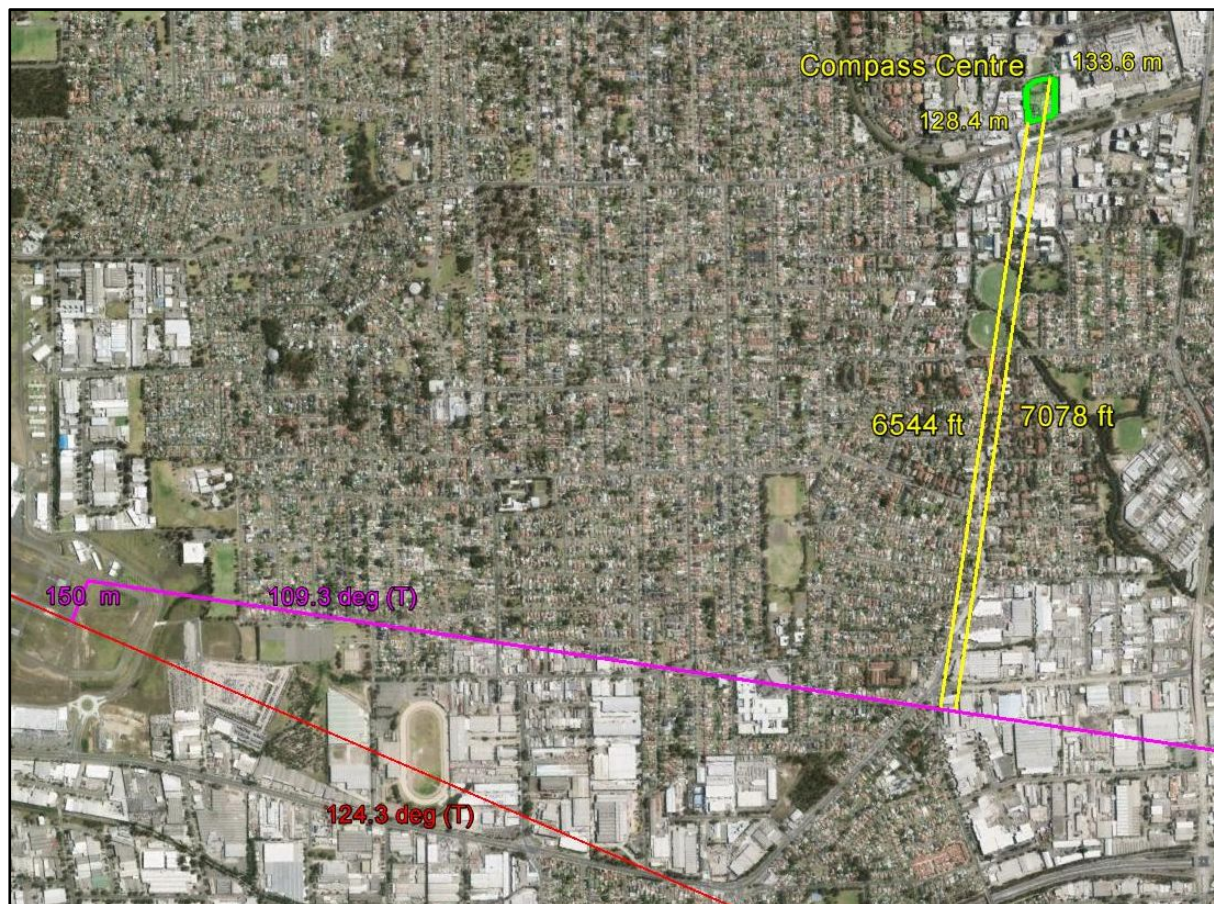 Compass Centre
133.6 m
128.4 m
6544 ft
7078 ft
150 m
109.3 deg (T)
124.3 deg (T)